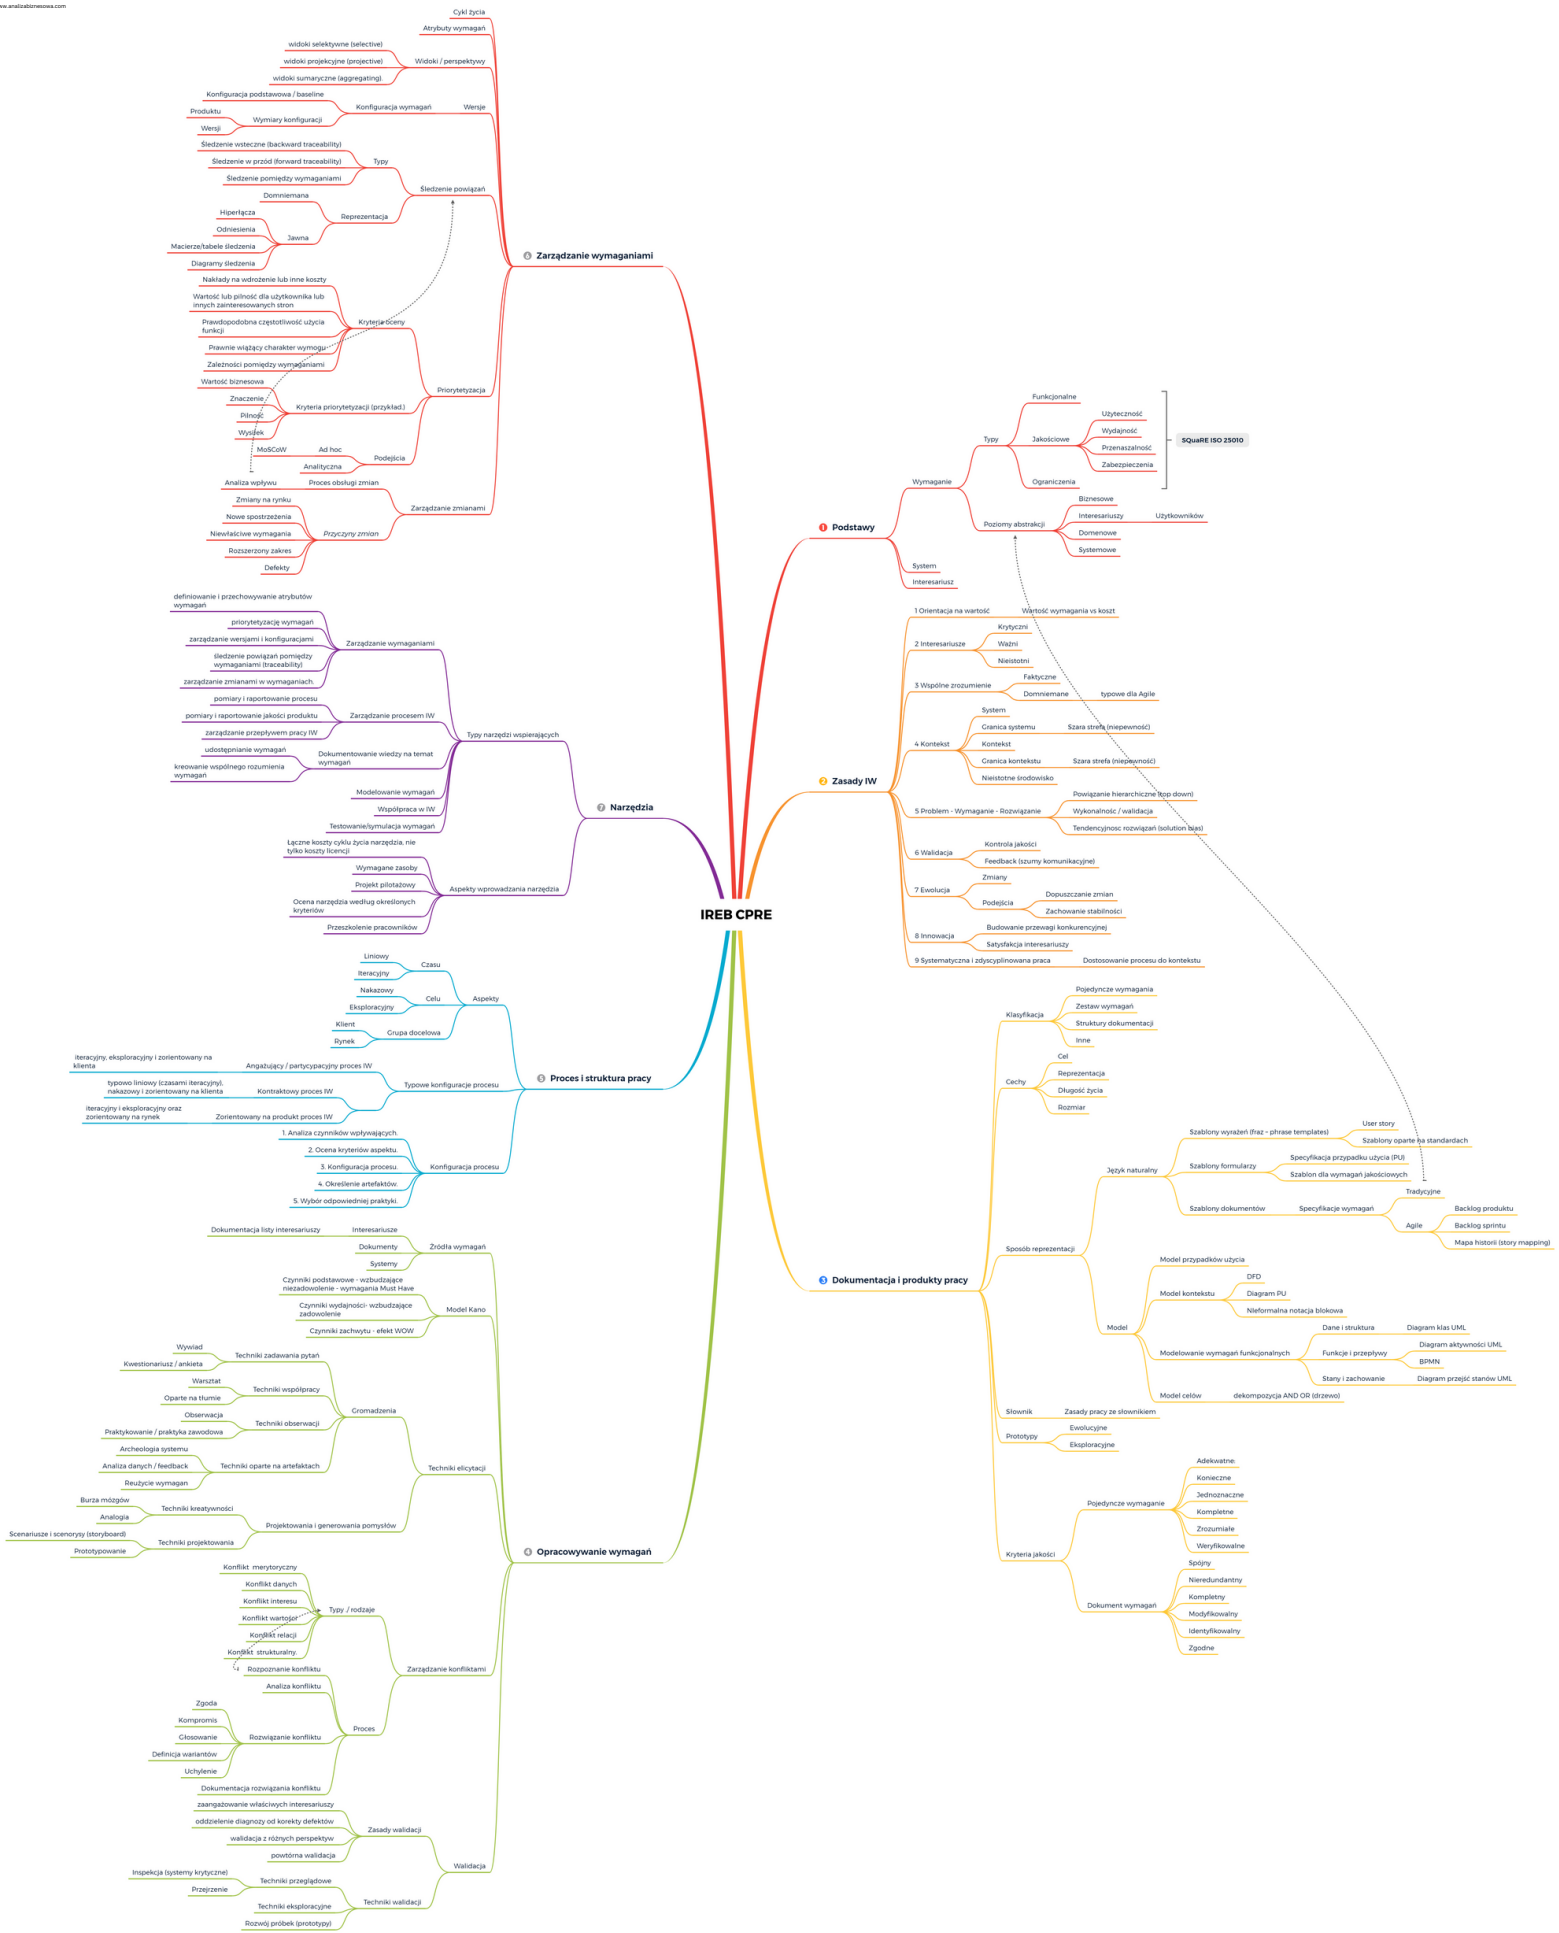 ww.analizabiznesowa.com
IREB CPRE
1 Podstawy
Wymaganie
Typy
Funkcjonalne
Jakościowe
Użyteczność
Wydajność
Przenaszalność
Zabezpieczenia
Ograniczenia
SQuaRE ISO 25010
Poziomy abstrakcji
Biznesowe
Interesariuszy
Użytkowników
Domenowe
Systemowe
System
Interesariusz
2 Zasady IW
1 Orientacja na wartość
Wartość wymagania vs koszt
2 Interesariusze
Krytyczni
Ważni
Nieistotni
3 Wspólne zrozumienie
Faktyczne
Domniemane
typowe dla Agile
4 Kontekst
System
Granica systemu
Szara strefa (niepewność)
Kontekst
Granica kontekstu
Szara strefa (niepewność)
Nieistotne środowisko
5 Problem - Wymaganie - Rozwiązanie
Powiązanie hierarchiczne (top down)
Wykonalnośc / walidacja
Tendencyjnosc rozwiązań (solution bias)
6 Walidacja
Kontrola jakości
Feedback (szumy komunikacyjne)
7 Ewolucja
Zmiany
Podejścia
Dopuszczanie zmian
Zachowanie stabilności
8 Innowacja
Budowanie przewagi konkurencyjnej
Satysfakcja interesariuszy
9 Systematyczna i zdyscyplinowana praca
Dostosowanie procesu do kontekstu
3 Dokumentacja i produkty pracy
Klasyfikacja
Pojedyncze wymagania
Zestaw wymagań
Struktury dokumentacji
Inne
Cechy
Cel
Reprezentacja
Długość życia
Rozmiar
Sposób reprezentacji
Język naturalny
Szablony wyrażeń (fraz – phrase templates)
User story
Szablony oparte na standardach
Szablony formularzy
Specyfikacja przypadku użycia (PU)
Szablon dla wymagań jakościowych
Szablony dokumentów
Specyfikacje wymagań
Tradycyjne
Agile
Backlog produktu
Backlog sprintu
Mapa historii (story mapping)
Model
Model przypadków użycia
Model kontekstu
DFD
Diagram PU
NIeformalna notacja blokowa
Modelowanie wymagań funkcjonalnych
Dane i struktura
Diagram klas UML
Funkcje i przepływy
Diagram aktywności UML
BPMN
Stany i zachowanie
Diagram przejść stanów UML
Model celów
dekompozycja AND OR (drzewo)
Słownik
Zasady pracy ze słownikiem
Prototypy
Ewolucyjne
Eksploracyjne
Kryteria jakości
Pojedyncze wymaganie
Adekwatne.
Konieczne
Jednoznaczne
Kompletne
Zrozumiałe
Weryfikowalne
Dokument wymagań
Spójny
Nieredundantny
Kompletny
Modyfikowalny
Identyfikowalny
Zgodne
6 Zarządzanie wymaganiami
Cykl życia
Atrybuty wymagań
Widoki / perspektywy
widoki selektywne (selective)
widoki projekcyjne (projective)
widoki sumaryczne (aggregating).
Wersje
Konfiguracja wymagań
Konfiguracja podstawowa / baseline
Wymiary konfiguracji
Produktu
Wersji
Śledzenie powiązań
Typy
Śledzenie wsteczne (backward traceability)
Śledzenie w przód (forward traceability)
Śledzenie pomiędzy wymaganiami
Reprezentacja
Domniemana
Jawna
Hiperłącza
Odniesienia
Macierze/tabele śledzenia
Diagramy śledzenia
Priorytetyzacja
Kryteria oceny
Nakłady na wdrożenie lub inne koszty
Wartość lub pilność dla użytkownika lub
innych zainteresowanych stron
Prawdopodobna częstotliwość użycia
funkcji
Prawnie wiążący charakter wymogu
Zależności pomiędzy wymaganiami
Kryteria priorytetyzacji (przykład.)
Wartość biznesowa
Znaczenie
Pilność
Wysiłek
Podejścia
Ad hoc
MoSCoW
Analityczna
Zarządzanie zmianami
Proces obsługi zmian
Analiza wpływu
Przyczyny zmian
Zmiany na rynku
Nowe spostrzeżenia
Niewłaściwe wymagania
Rozszerzony zakres
Defekty
7 Narzędzia
Typy narzędzi wspierających
Zarządzanie wymaganiami
definiowanie i przechowywanie atrybutów
wymagań
priorytetyzację wymagań
zarządzanie wersjami i konfiguracjami
śledzenie powiązań pomiędzy
wymaganiami (traceability)
zarządzanie zmianami w wymaganiach.
Zarządzanie procesem IW
pomiary i raportowanie procesu
pomiary i raportowanie jakości produktu
zarządzanie przepływem pracy IW
Dokumentowanie wiedzy na temat
wymagań
udostępnianie wymagań
kreowanie wspólnego rozumienia
wymagań
Modelowanie wymagań
Współpraca w IW
Testowanie/symulacja wymagań
Aspekty wprowadzania narzędzia
Łączne koszty cyklu życia narzędzia, nie
tylko koszty licencji
Wymagane zasoby
Projekt pilotażowy
Ocena narzędzia według określonych
kryteriów
Przeszkolenie pracowników
5 Proces i struktura pracy
Aspekty
Czasu
Liniowy
Iteracyjny
Celu
Nakazowy
Eksploracyjny
Grupa docelowa
Klient
Rynek
Typowe konfiguracje procesu
Angażujący / partycypacyjny proces IW
iteracyjny, eksploracyjny i zorientowany na
klienta
Kontraktowy proces IW
typowo liniowy (czasami iteracyjny),
nakazowy i zorientowany na klienta
Zorientowany na produkt proces IW
iteracyjny i eksploracyjny oraz
zorientowany na rynek
Konfiguracja procesu
1. Analiza czynników wpływających.
2. Ocena kryteriów aspektu.
3. Konfiguracja procesu.
4. Określenie artefaktów.
5. Wybór odpowiedniej praktyki.
4 Opracowywanie wymagań
Źródła wymagań
Interesariusze
Dokumentacja listy interesariuszy
Dokumenty
Systemy
Model Kano
Czynniki podstawowe - wzbudzające
niezadowolenie - wymagania Must Have
Czynniki wydajności- wzbudzające
zadowolenie
Czynniki zachwytu - efekt WOW
Techniki elicytacji
Gromadzenia
Techniki zadawania pytań
Wywiad
Kwestionariusz / ankieta
Techniki współpracy
Warsztat
Oparte na tłumie
Techniki obserwacji
Obserwacja
Praktykowanie / praktyka zawodowa
Techniki oparte na artefaktach
Archeologia systemu
Analiza danych / feedback
Reużycie wymagan
Projektowania i generowania pomysłów
Techniki kreatywności
Burza mózgów
Analogia
Techniki projektowania
Scenariusze i scenorysy (storyboard)
Prototypowanie
Zarządzanie konfliktami
Typy / rodzaje
Konflikt merytoryczny
Konflikt danych
Konflikt interesu
Konflikt wartości
Konflikt relacji
Konflikt strukturalny.
Proces
Rozpoznanie konfliktu
Analiza konfliktu
Rozwiązanie konfliktu
Zgoda
Kompromis
Głosowanie
Definicja wariantów
Uchylenie
Dokumentacja rozwiązania konfliktu
Walidacja
Zasady walidacji
zaangażowanie właściwych interesariuszy
oddzielenie diagnozy od korekty defektów
walidacja z różnych perspektyw
powtórna walidacja
Techniki walidacji
Techniki przeglądowe
Inspekcja (systemy krytyczne)
Przejrzenie
Techniki eksploracyjne
Rozwój próbek (prototypy)